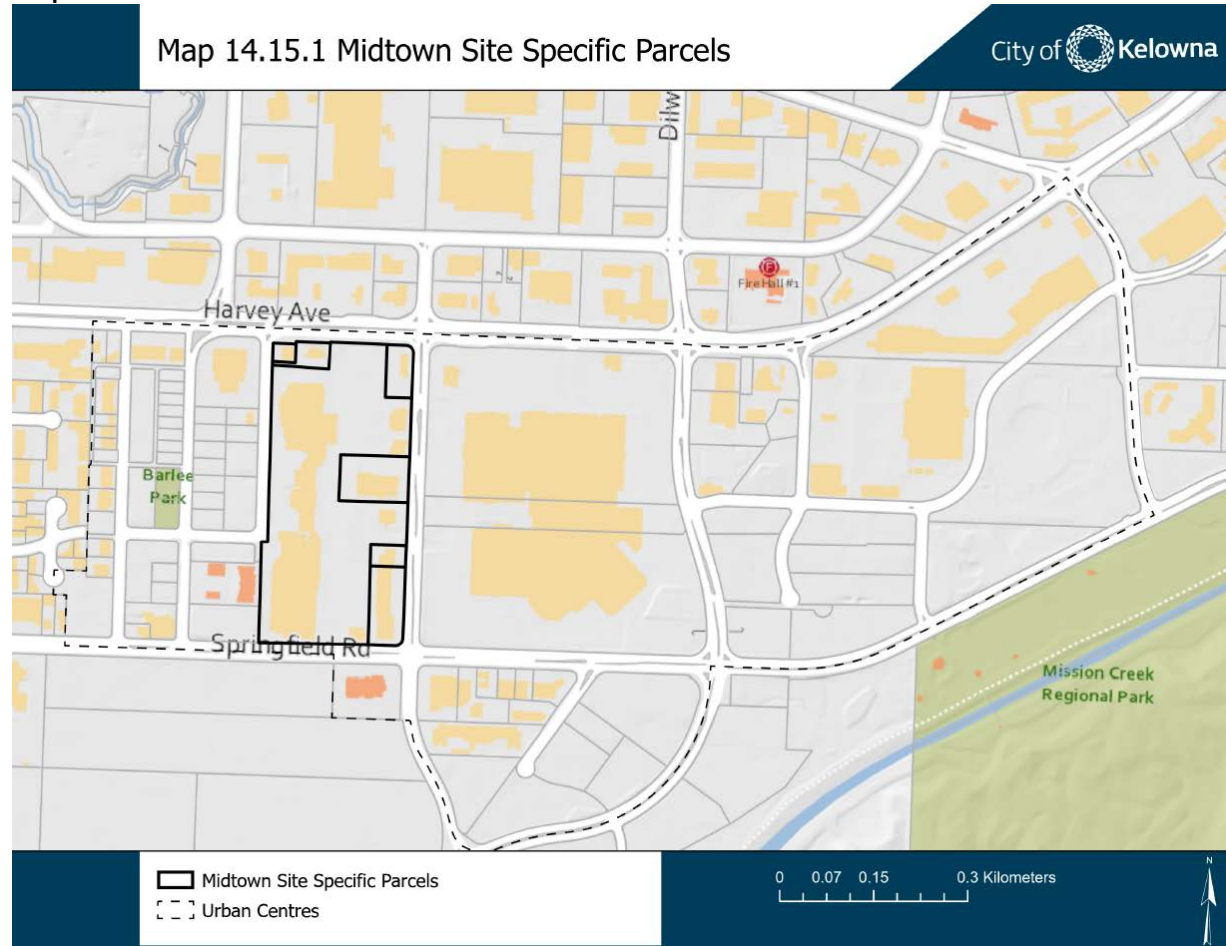 Map 14.15.1 Midtown Site Specific Parcels
City of Kelowna
Dilw
Fire Hall #1
Harvey Ave
Barlee
Park
Springfield Rd
Mission Creek
Regional Park
Midtown Site Specific Parcels
Urban Centres
0 0.07 0.15 0.3 Kilometers
N